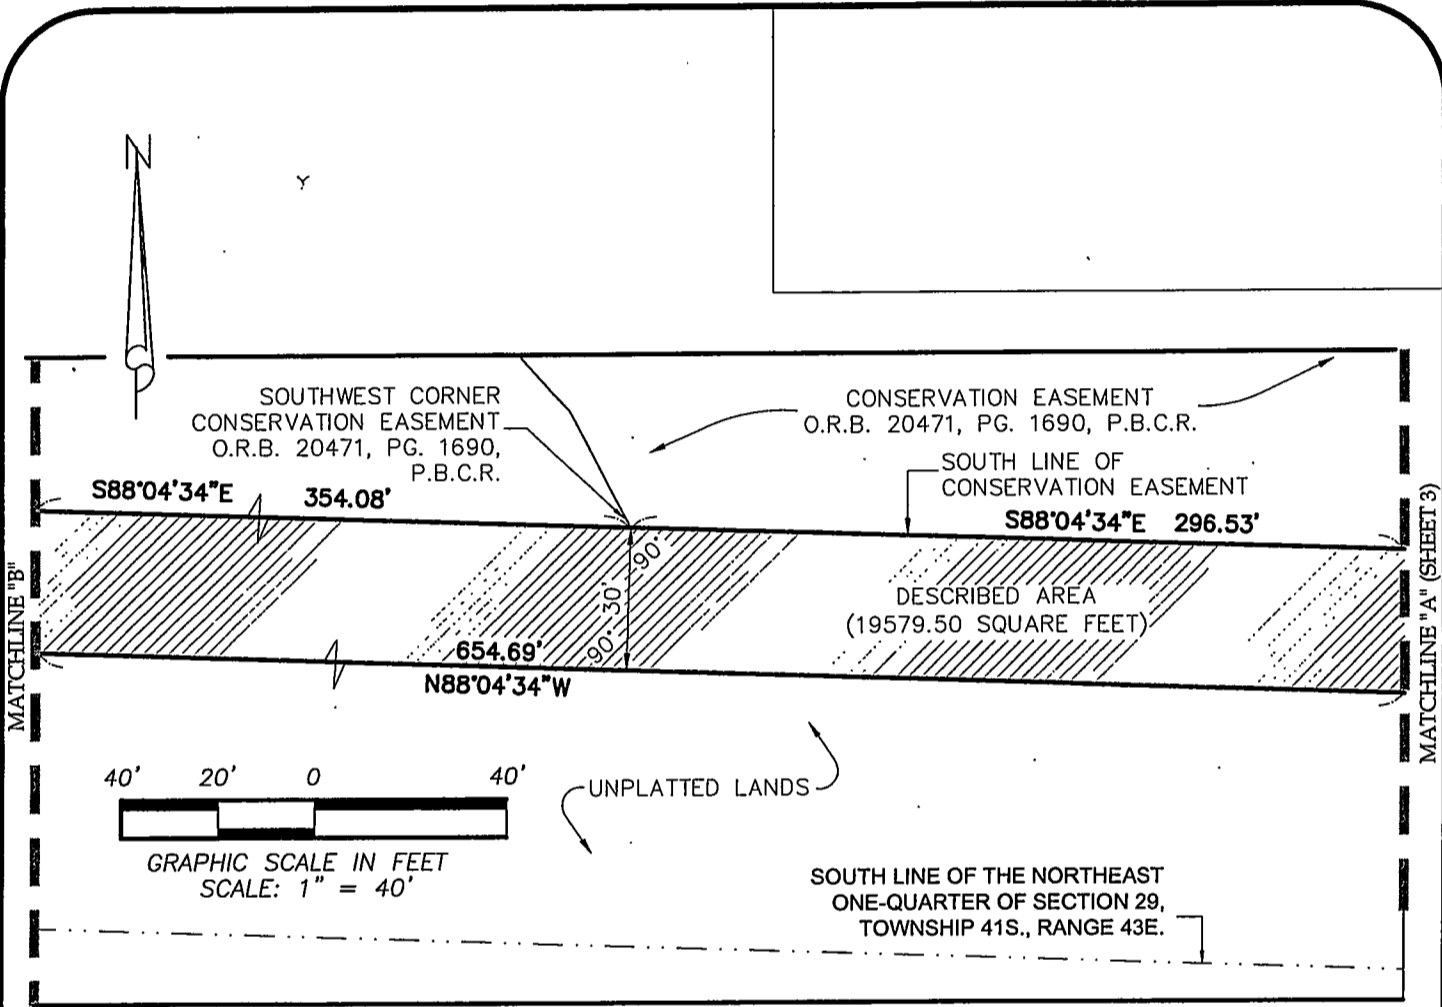 N
SOUTHWEST CORNER
CONSERVATION EASEMENT
O.R.B. 20471, PG. 1690,
P.B.C.R.
CONSERVATION EASEMENT
O.R.B. 20471, PG. 1690, P.B.C.R.
SOUTH LINE OF
CONSERVATION EASEMENT
S88°04'34"E 354.08'
S88°04'34"E 296.53'
MATCHLINE "B"
MATCHLINE "A" (SHEET 3)
90°
30'
90°
DESCRIBED AREA
(19579.50 SQUARE FEET)
654.69'
N88°04'34"W
UNPLATTED LANDS
40' 20' 0 40'
GRAPHIC SCALE IN FEET
SCALE: 1" = 40'
SOUTH LINE OF THE NORTHEAST
ONE-QUARTER OF SECTION 29,
TOWNSHIP 41S., RANGE 43E.